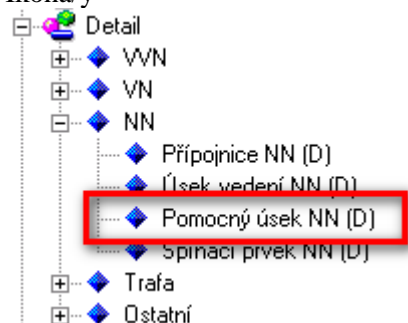 Detail
VVN
VN
NN
Přípojnice NN (D)
Úsek vedení NN (D)
Pomocný úsek NN (D)
Spínací prvek NN (D)
Trafa
Ostatní